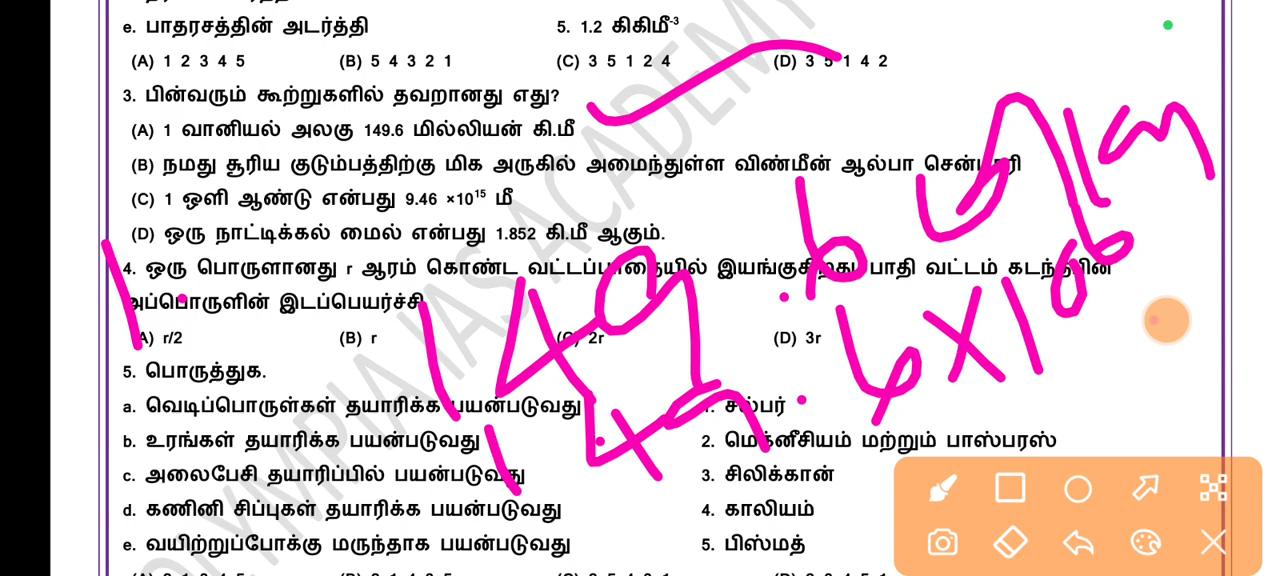 e. பாதரசத்தின் அடர்த்தி 5. 1.2 கிகிமீ-3
(A) 1 2 3 4 5 (B) 5 4 3 2 1 (C) 3 5 1 2 4 (D) 3 5 1 4 2
3. பின்வரும் கூற்றுகளில் தவறானது எது?
(A) 1 வானியல் அலகு 149.6 மில்லியன் கி.மீ
(B) நமது சூரிய குடும்பத்திற்கு மிக அருகில் அமைந்துள்ள விண்மீன் ஆல்பா சென்டாரி
(C) 1 ஒளி ஆண்டு என்பது 9.46 ×10¹⁵ மீ
(D) ஒரு நாட்டிக்கல் மைல் என்பது 1.852 கி.மீ ஆகும்.
4. ஒரு பொருளானது r ஆரம் கொண்ட வட்டப்பாதையில் இயங்குகிறது பாதி வட்டம் கடந்தபின்
அப்பொருளின் இடப்பெயர்ச்சி
(A) r/2 (B) r (C) 2r (D) 3r
5. பொருத்துக.
a. வெடிப்பொருள்கள் தயாரிக்க பயன்படுவது 1. சல்பர்
b. உரங்கள் தயாரிக்க பயன்படுவது 2. மெக்னீசியம் மற்றும் பாஸ்பரஸ்
c. அலைபேசி தயாரிப்பில் பயன்படுவது 3. சிலிக்கான்
d. கணினி சிப்புகள் தயாரிக்க பயன்படுவது 4. காலியம்
e. வயிற்றுப்போக்கு மருந்தாக பயன்படுவது 5. பிஸ்மத்
OLYMPIA IAS ACADEMY
149.6
149.6 X 10⁶